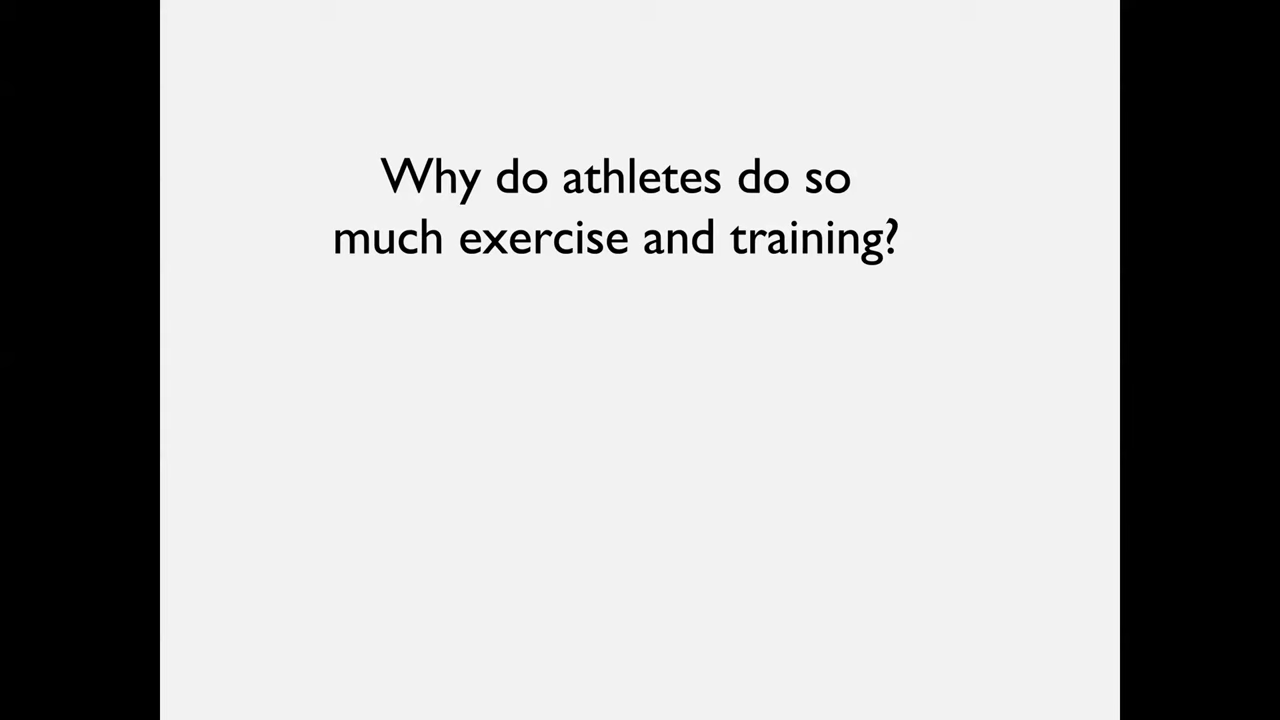 Why do athletes do so
much exercise and training?